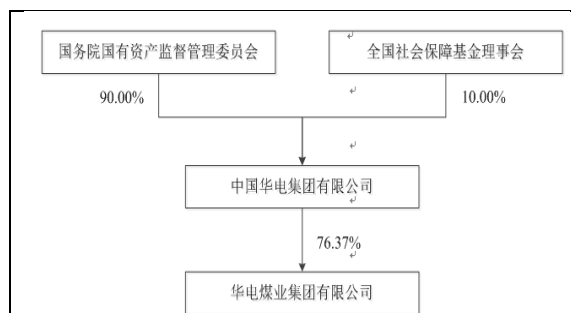 国务院国有资产监督管理委员会
全国社会保障基金理事会
90.00%
10.00%
中国华电集团有限公司
76.37%
华电煤业集团有限公司